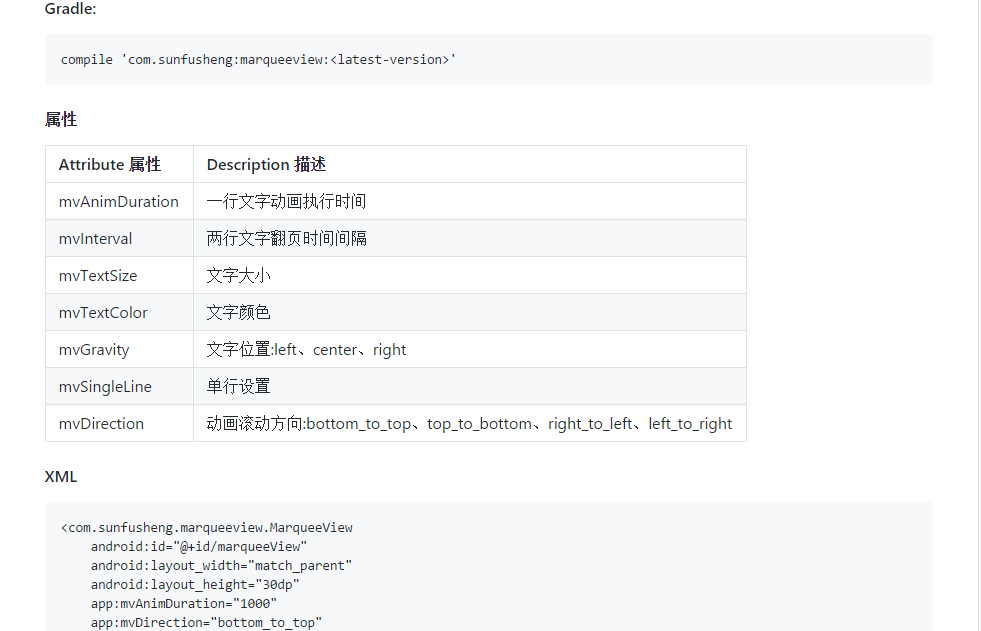 Gradle:
compile 'com.sunfusheng:marqueeview:<latest-version>'
属性
Attribute 属性 Description 描述
mvAnimDuration 一行文字动画执行时间
mvInterval 两行文字翻页时间间隔
mvTextSize 文字大小
mvTextColor 文字颜色
mvGravity 文字位置:left、center、right
mvSingleLine 单行设置
mvDirection 动画滚动方向:bottom_to_top、top_to_bottom、right_to_left、left_to_right
XML
<com.sunfusheng.marqueeview.MarqueeView
android:id="@+id/marqueeView"
android:layout_width="match_parent"
android:layout_height="30dp"
app:mvAnimDuration="1000"
app:mvDirection="bottom_to_top"